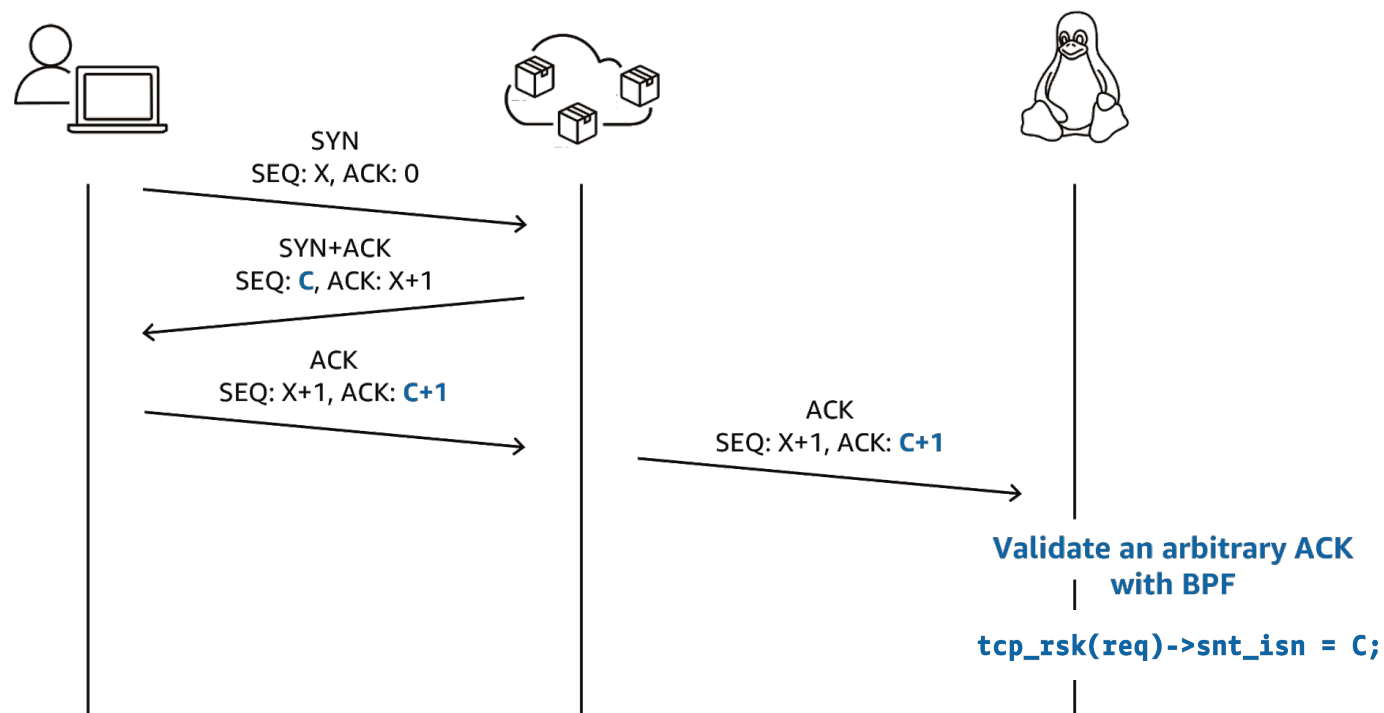 SYN
SEQ: X, ACK: 0
SYN+ACK
SEQ: C, ACK: X+1
ACK
SEQ: X+1, ACK: C+1
ACK
SEQ: X+1, ACK: C+1
Validate an arbitrary ACK
with BPF
tcp_rsk(req)->snt_isn = C;